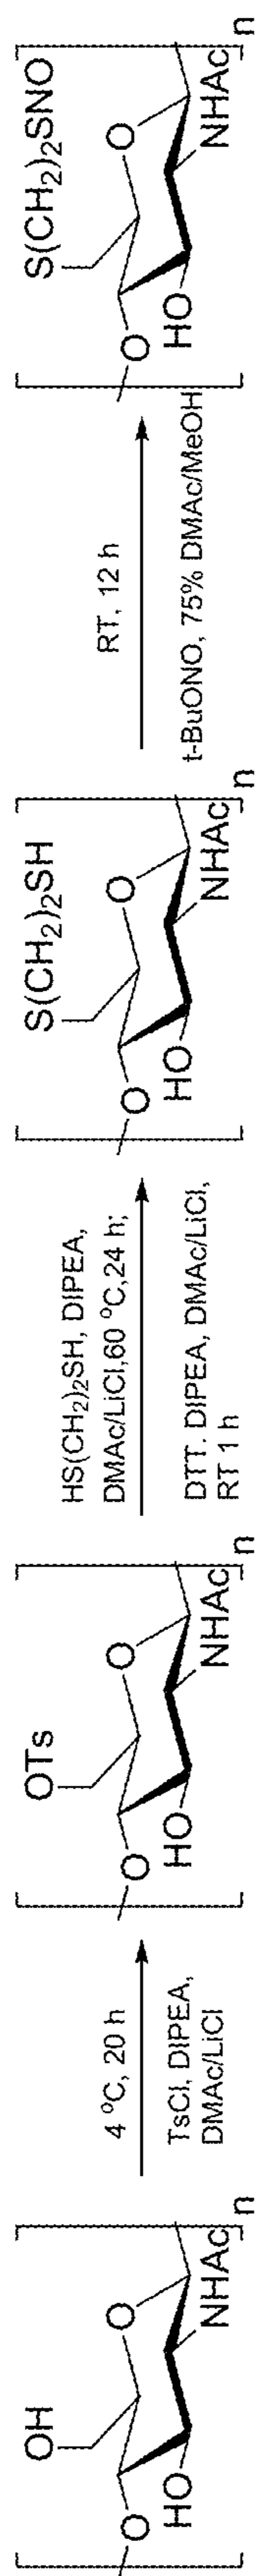 OH
O
O
HO
NHAc
n
4 °C, 20 h
TsCl, DIPEA,
DMAc/LiCl
OTs
O
O
HO
NHAc
n
HS(CH2)2SH, DIPEA,
DMAc/LiCl,60 °C,24 h;
DTT. DIPEA, DMAc/LiCl,
RT 1 h
S(CH2)2SH
O
O
HO
NHAc
n
RT, 12 h
t-BuONO, 75% DMAc/MeOH
S(CH2)2SNO
O
O
HO
NHAc
n